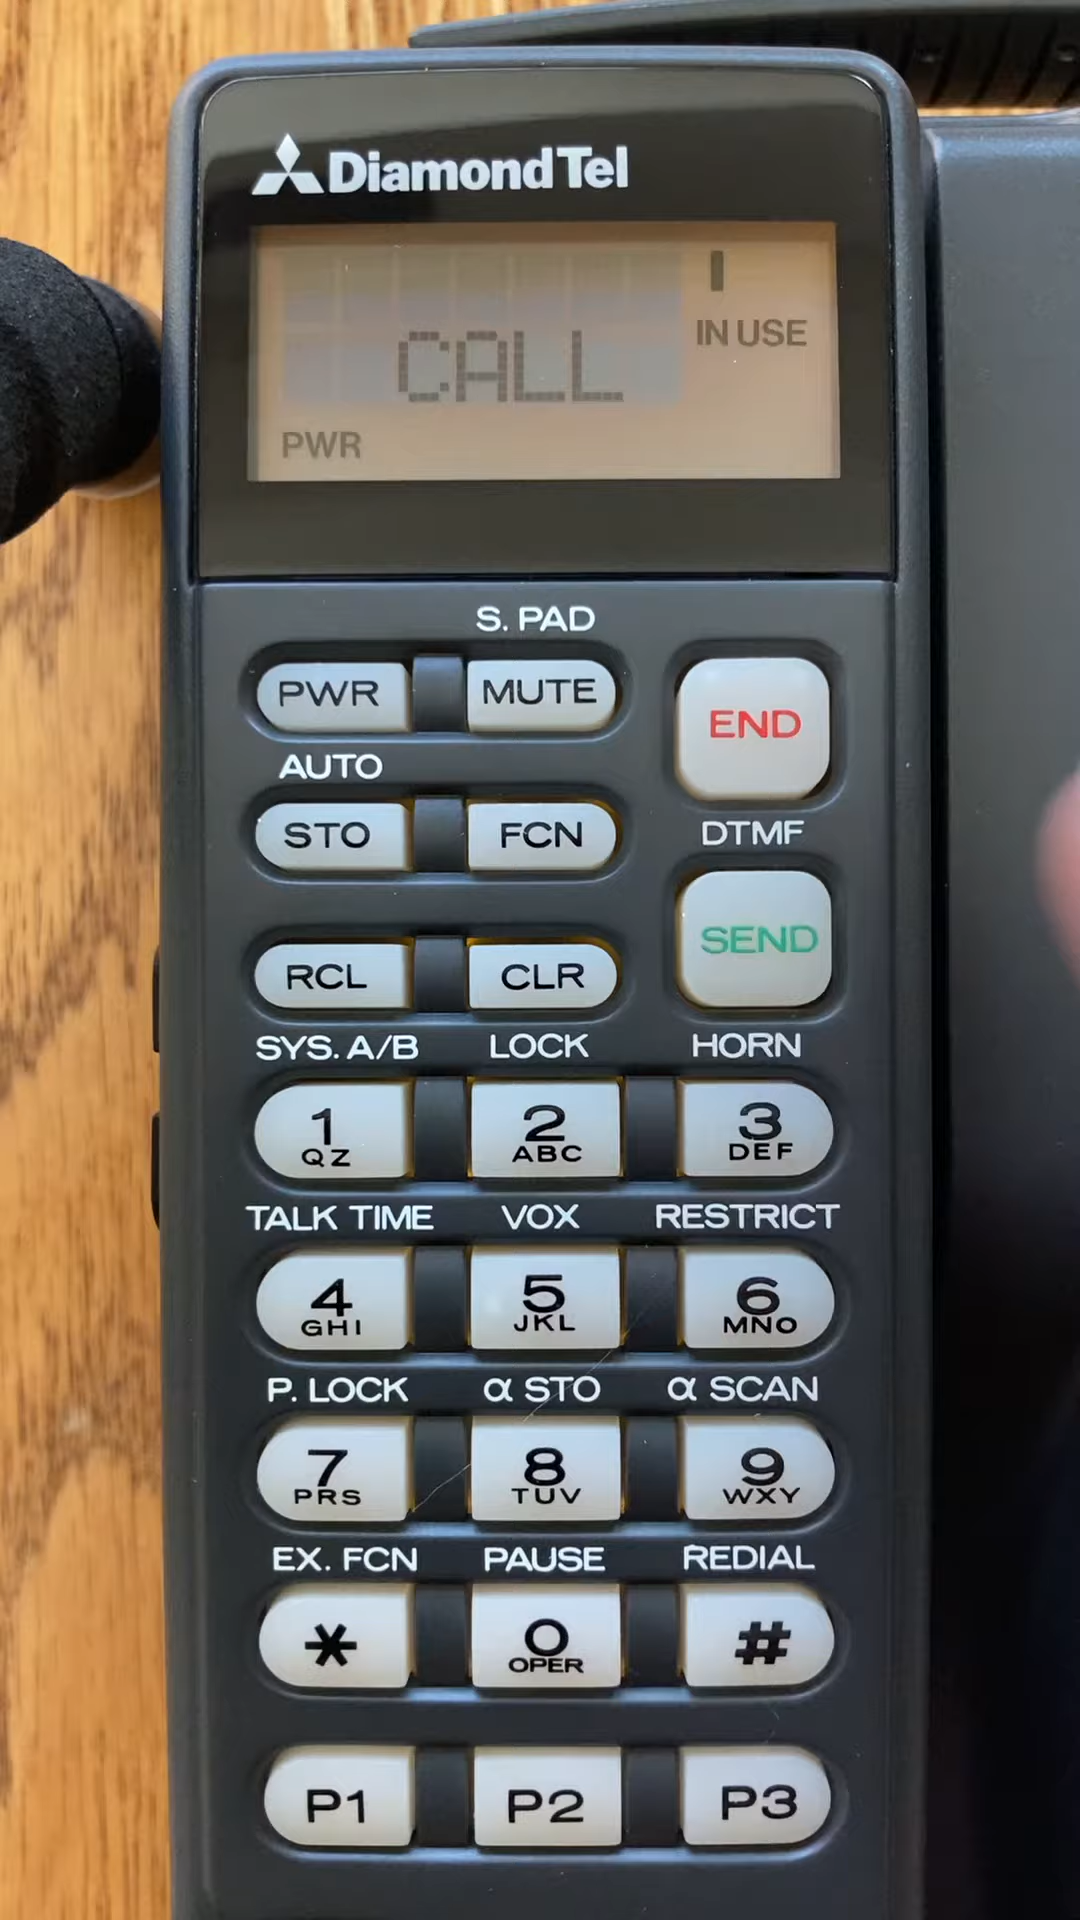 DiamondTel
IN USE
CALL
PWR
S. PAD
PWR MUTE
END
AUTO
STO FCN
DTMF
SEND
RCL CLR
SYS. A/B LOCK HORN
1 2 3
QZ ABC DEF
TALK TIME VOX RESTRICT
4 5 6
GHI JKL MNO
P. LOCK α STO α SCAN
7 8 9
PRS TUV WXY
EX. FCN PAUSE REDIAL
* 0 #
OPER
P1 P2 P3